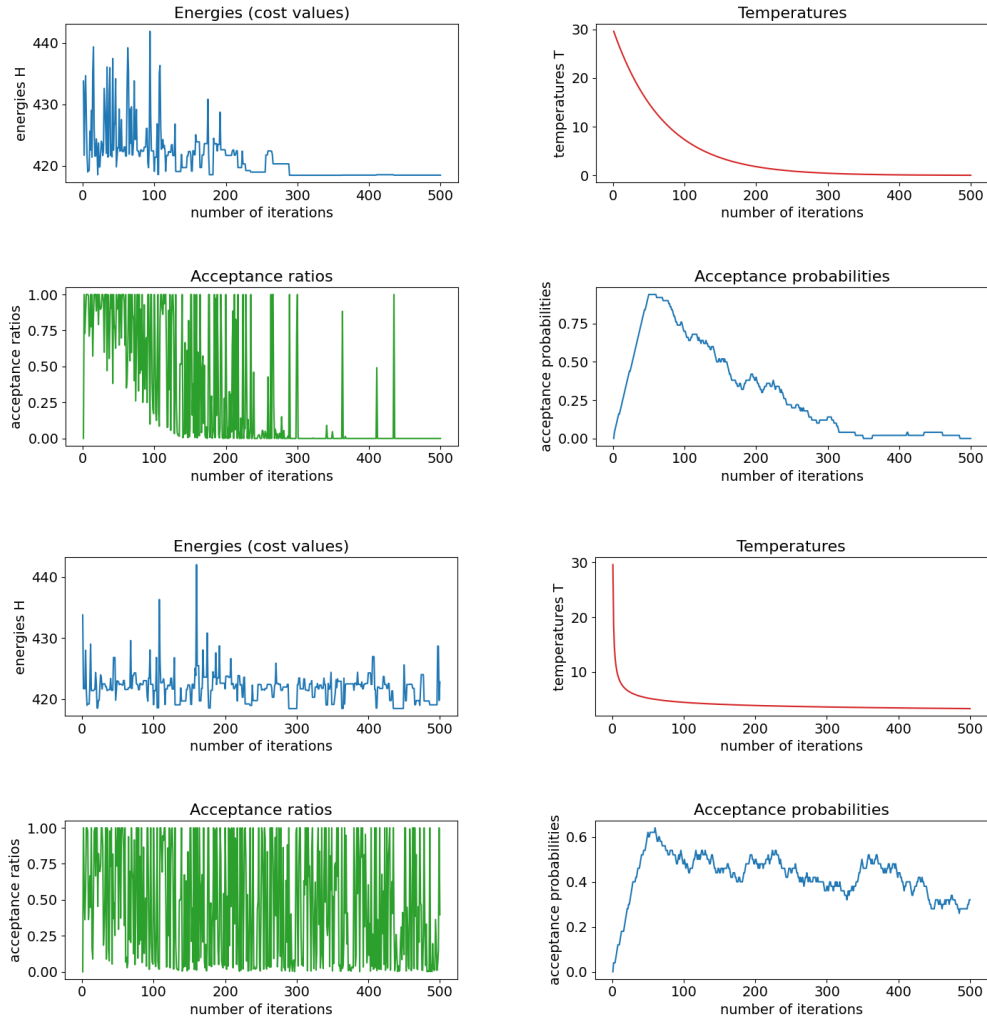 Energies (cost values)
energies H
440
430
420
0 100 200 300 400 500
number of iterations
Temperatures
temperatures T
30
20
10
0
0 100 200 300 400 500
number of iterations
Acceptance ratios
acceptance ratios
1.00
0.75
0.50
0.25
0.00
0 100 200 300 400 500
number of iterations
Acceptance probabilities
acceptance probabilities
0.75
0.50
0.25
0.00
0 100 200 300 400 500
number of iterations
Energies (cost values)
energies H
440
430
420
0 100 200 300 400 500
number of iterations
Temperatures
temperatures T
30
20
10
0 100 200 300 400 500
number of iterations
Acceptance ratios
acceptance ratios
1.00
0.75
0.50
0.25
0.00
0 100 200 300 400 500
number of iterations
Acceptance probabilities
acceptance probabilities
0.6
0.4
0.2
0.0
0 100 200 300 400 500
number of iterations